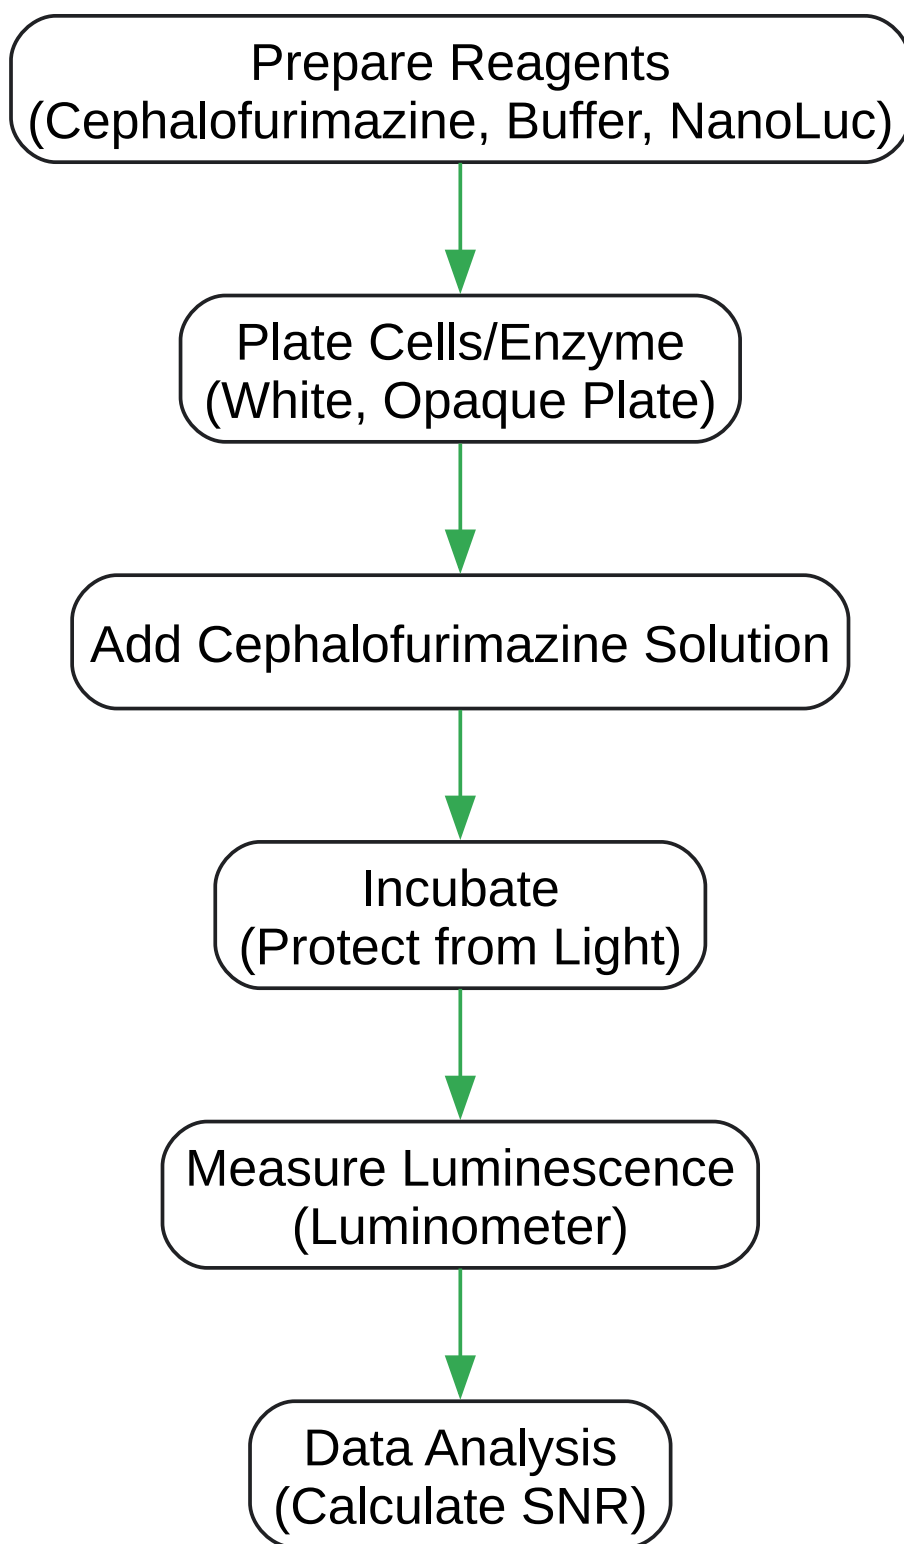 Prepare Reagents
(Cephalofurimazine, Buffer, NanoLuc)
Plate Cells/Enzyme
(White, Opaque Plate)
Add Cephalofurimazine Solution
Incubate
(Protect from Light)
Measure Luminescence
(Luminometer)
Data Analysis
(Calculate SNR)